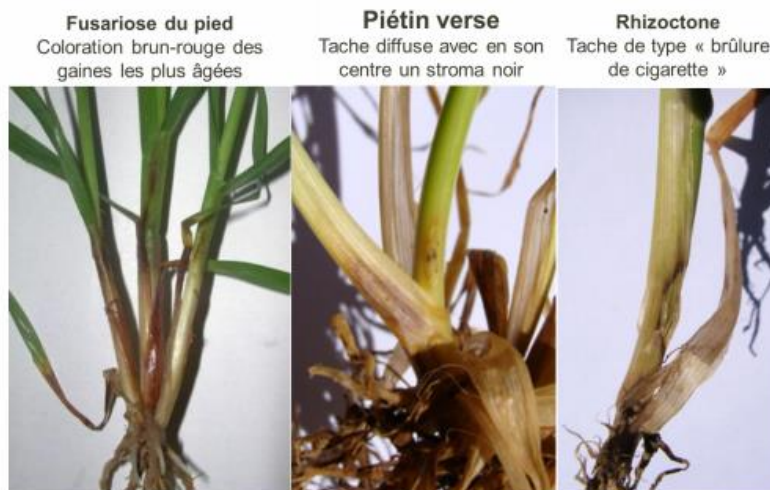 Fusariose du pied
Coloration brun-rouge des
gaines les plus âgées
Piétin verse
Tache diffuse avec en son
centre un stroma noir
Rhizoctone
Tache de type « brûlure
de cigarette »